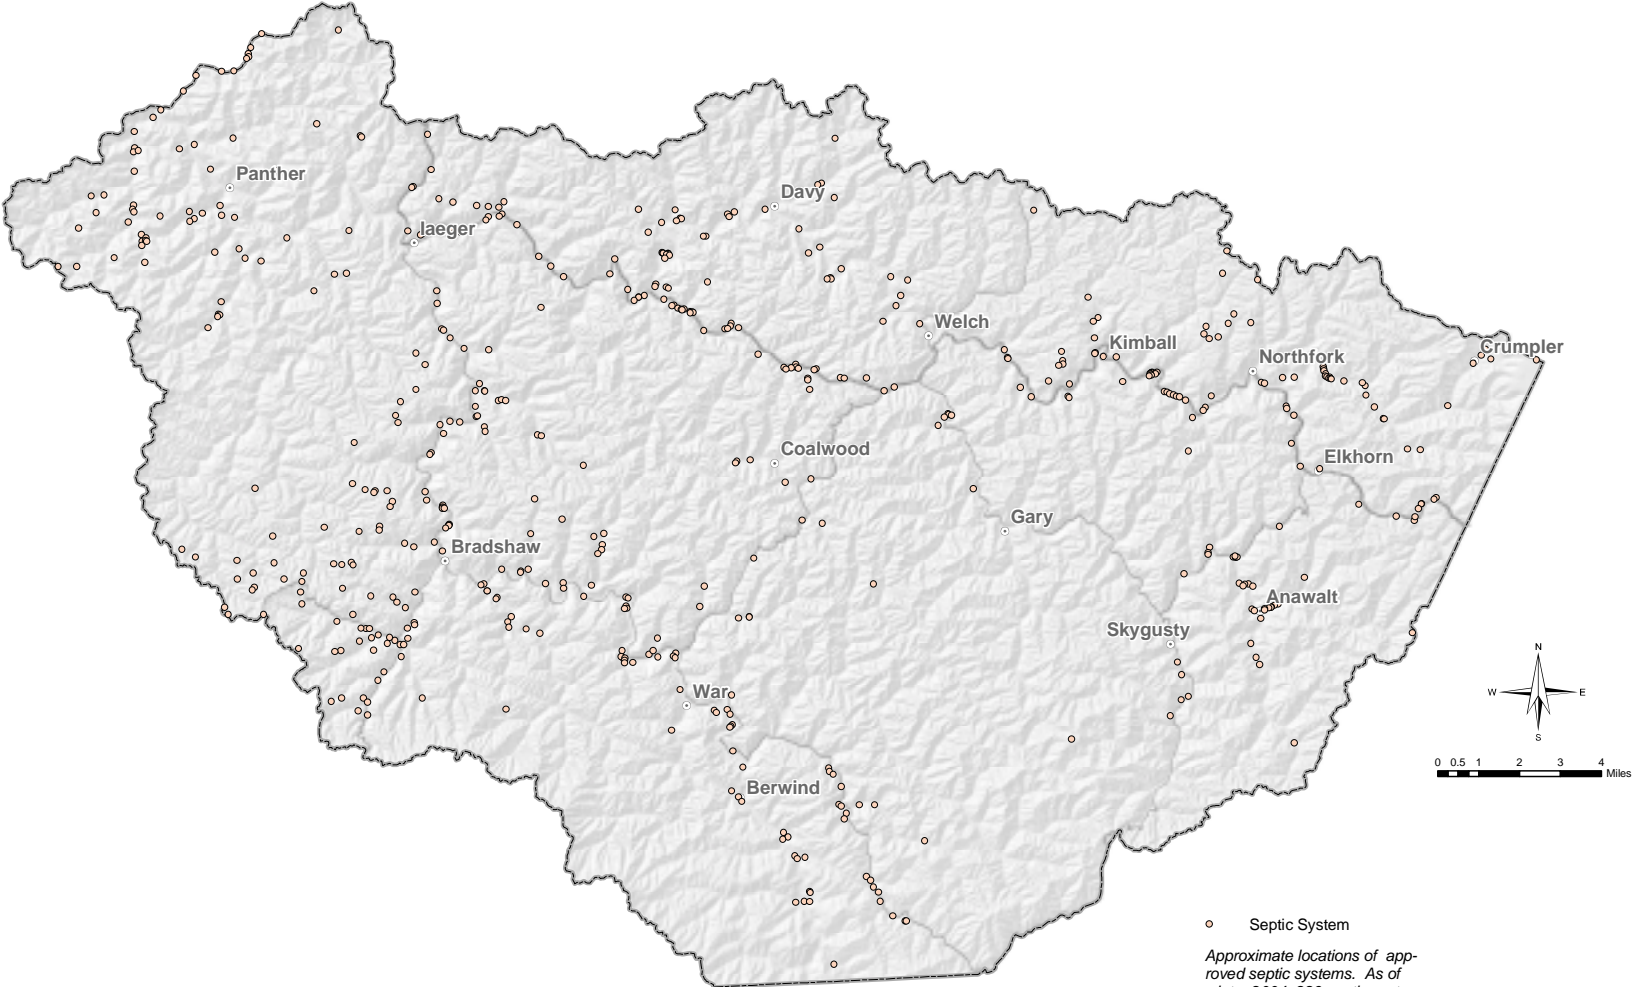 Panther
Davy
Iaeger
Welch
Kimball
Crumpler
Northfork
Coalwood
Elkhorn
Gary
Bradshaw
Anawalt
Skygusty
War
Berwind
N
W E
S
0 0.5 1 2 3 4 Miles
Septic System
Approximate locations of app-
roved septic systems. As of